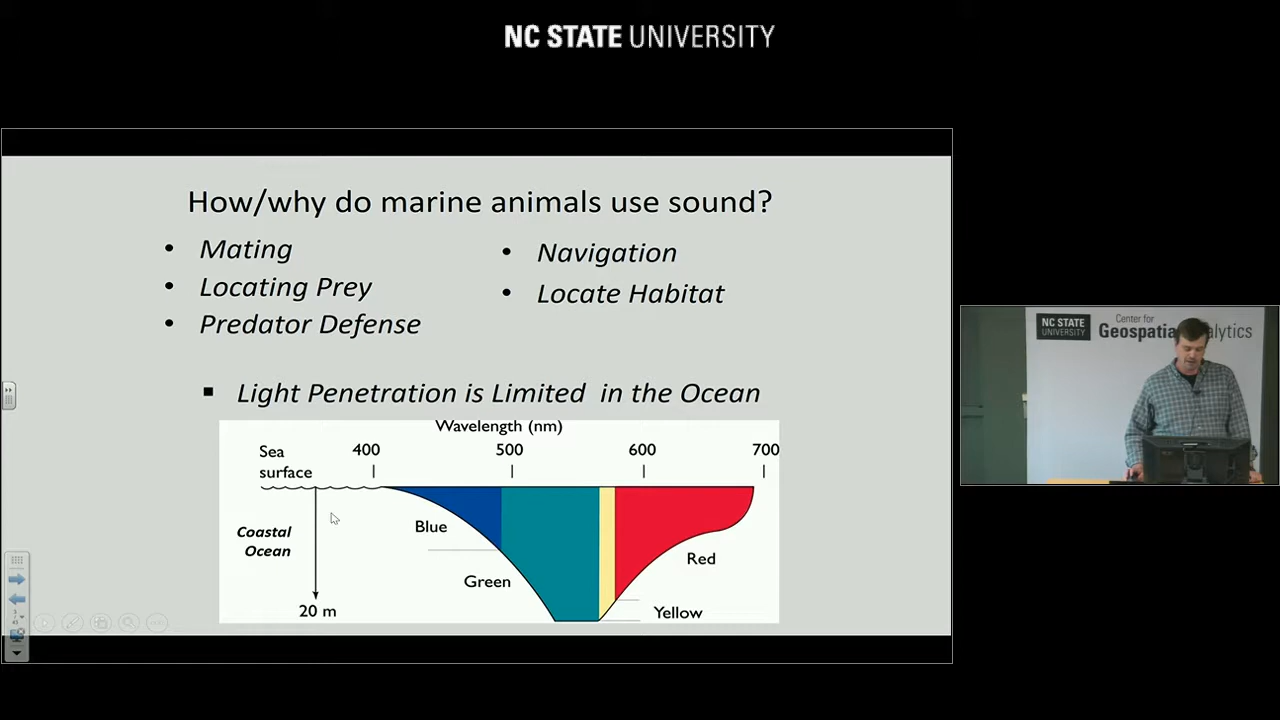 NC STATE UNIVERSITY
How/why do marine animals use sound?
• Mating
• Locating Prey
• Predator Defense
• Navigation
• Locate Habitat
▪ Light Penetration is Limited in the Ocean
Wavelength (nm)
Sea
surface
400
500
600
700
Coastal
Ocean
20 m
Blue
Green
Red
Yellow
NC STATE
UNIVERSITY
Center for
Geospatial
alytics